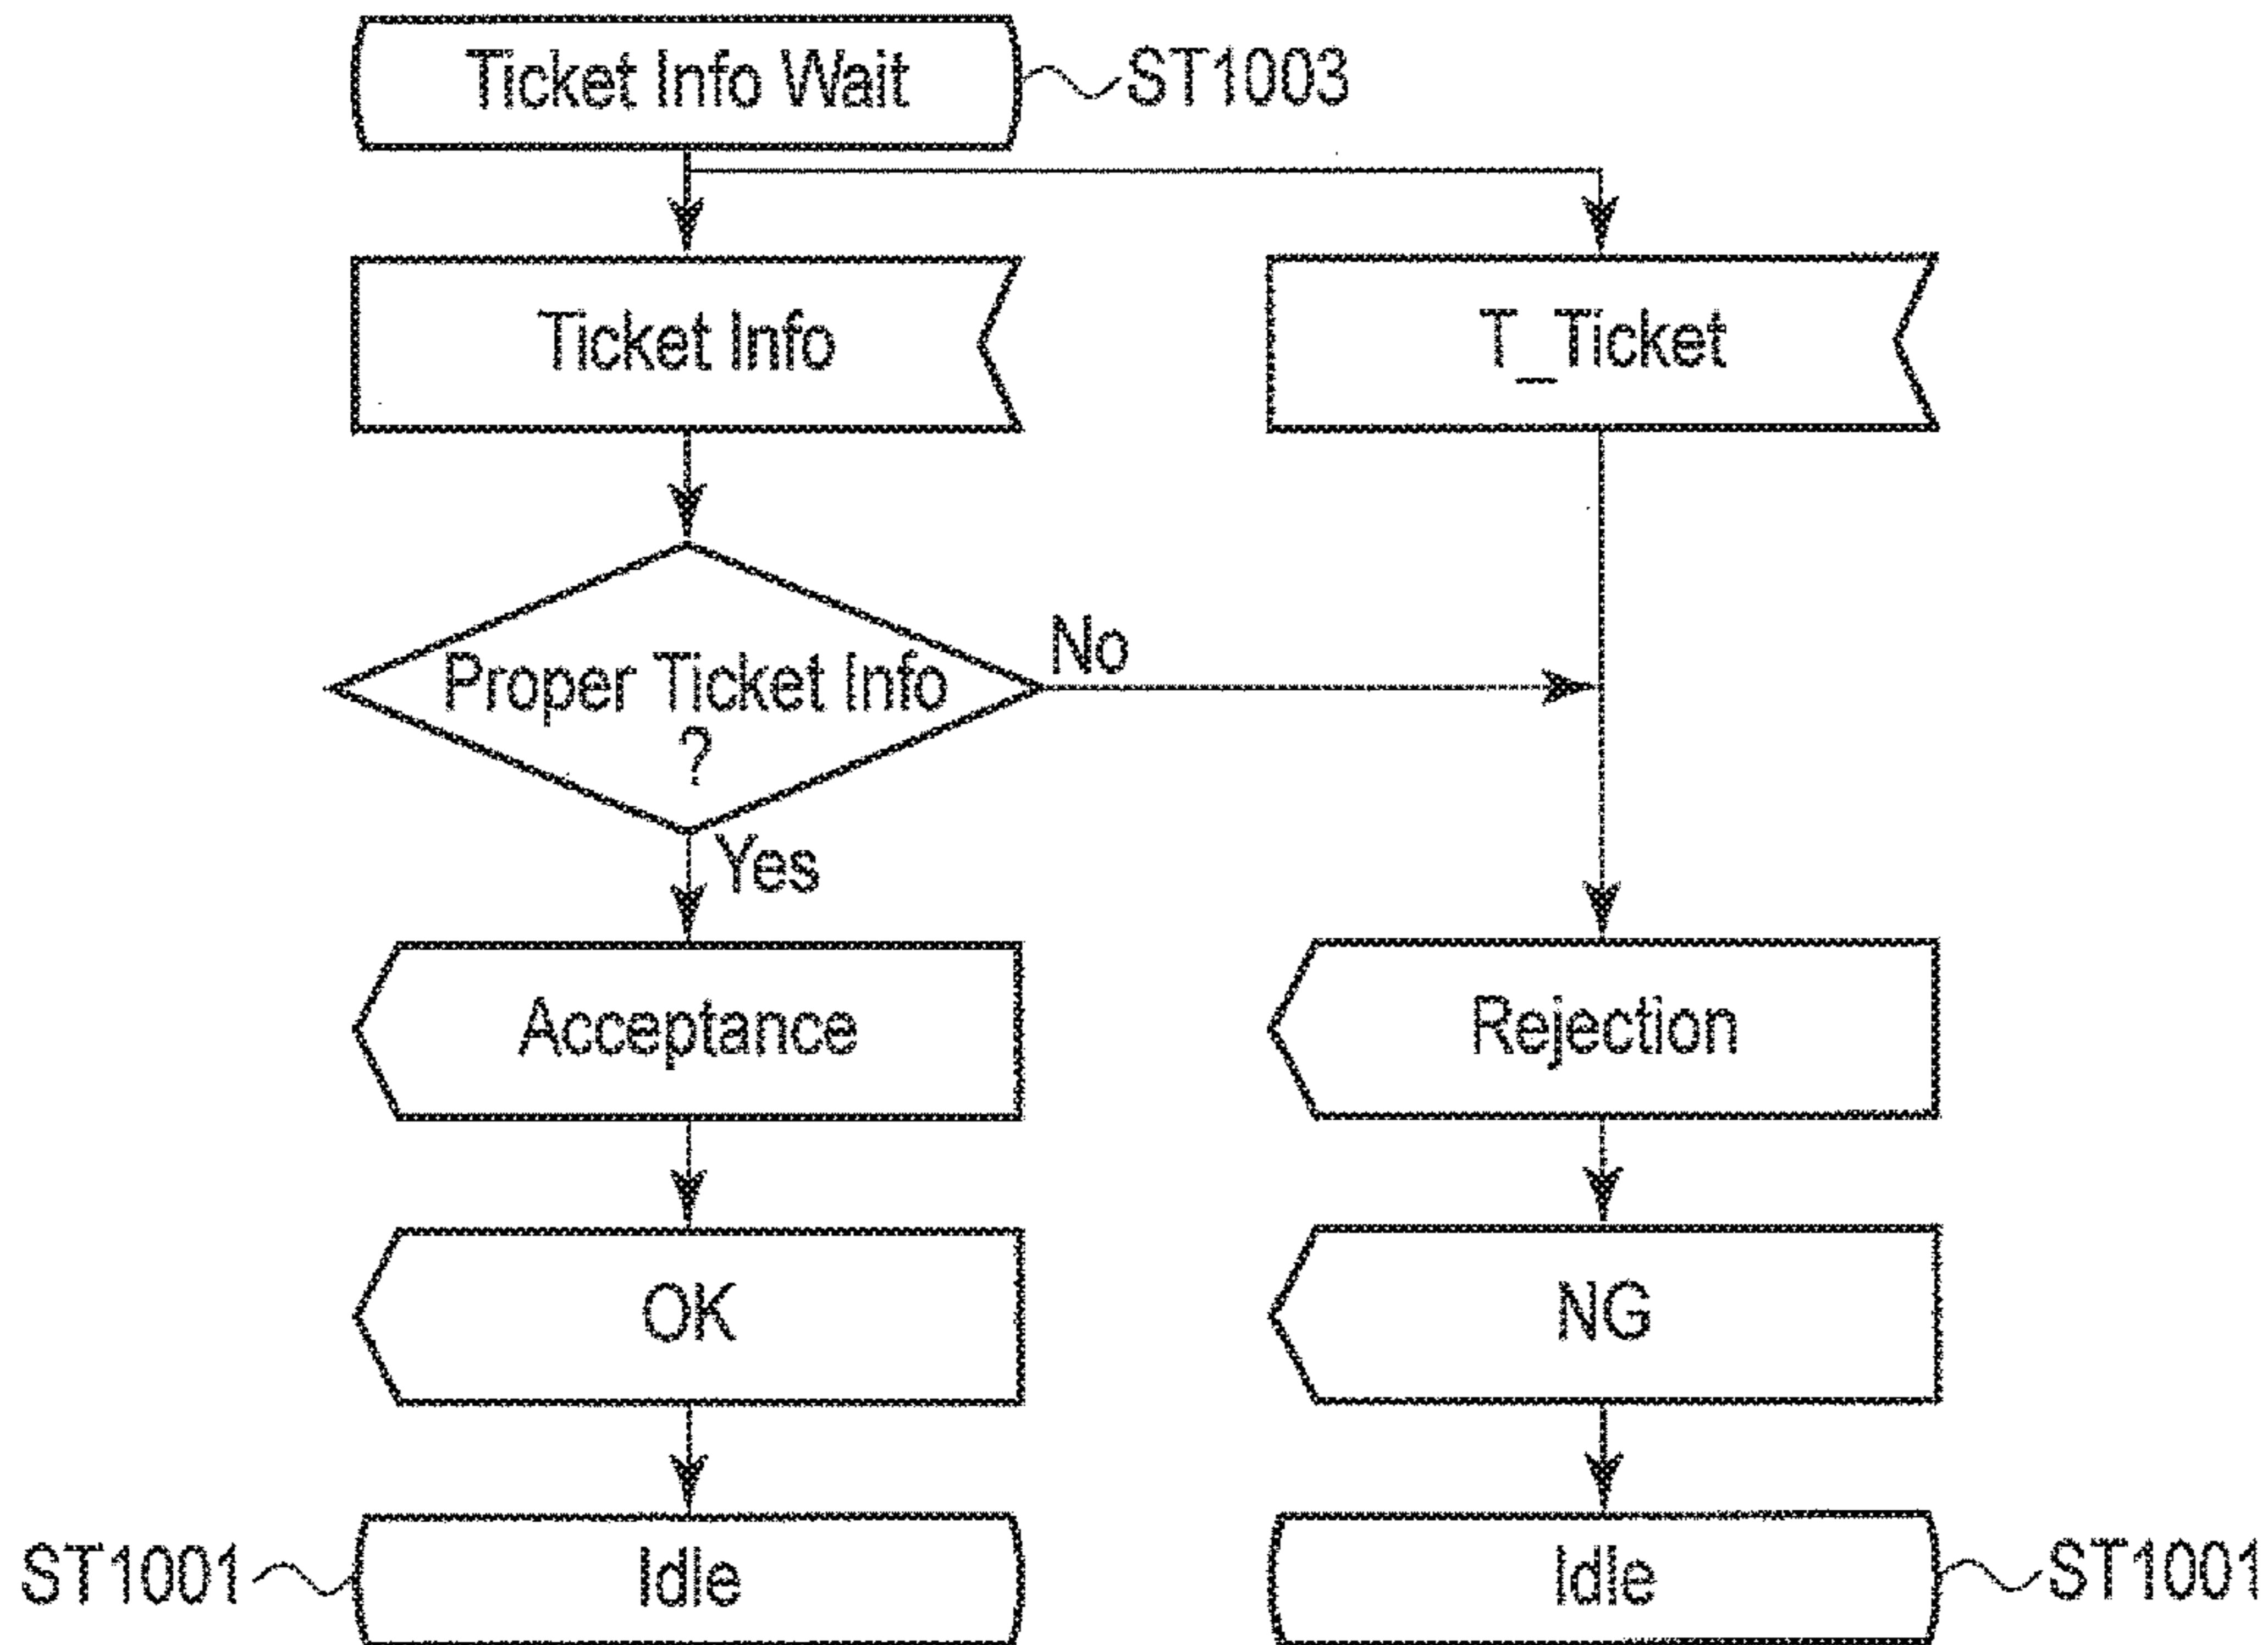 Ticket Info Wait
ST1003
Ticket Info
T_Ticket
Proper Ticket Info
?
No
Yes
Acceptance
Rejection
OK
NG
ST1001
Idle
Idle
ST1001